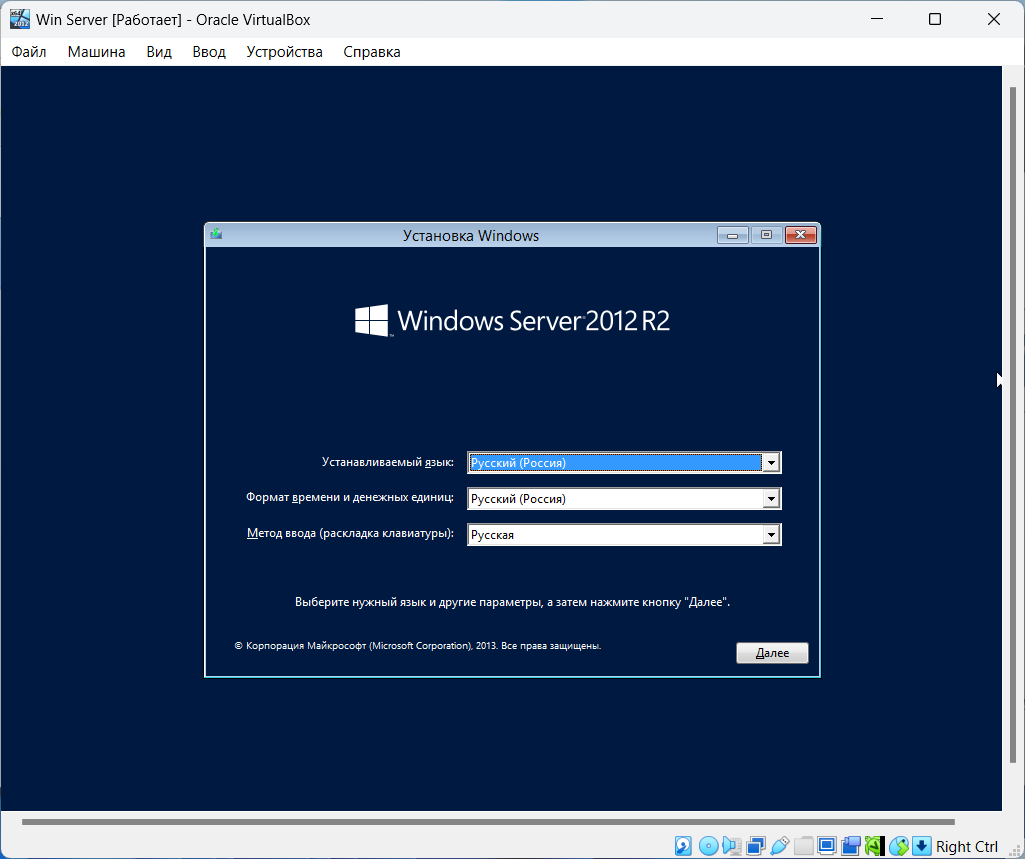 Win Server [Работает] - Oracle VirtualBox
Файл Машина Вид Ввод Устройства Справка
Установка Windows
Windows Server 2012 R2
Устанавливаемый язык: Русский (Россия)
Формат времени и денежных единиц: Русский (Россия)
Метод ввода (раскладка клавиатуры): Русская
Выберите нужный язык и другие параметры, а затем нажмите кнопку "Далее".
© Корпорация Майкрософт (Microsoft Corporation), 2013. Все права защищены.
Далее
Right Ctrl